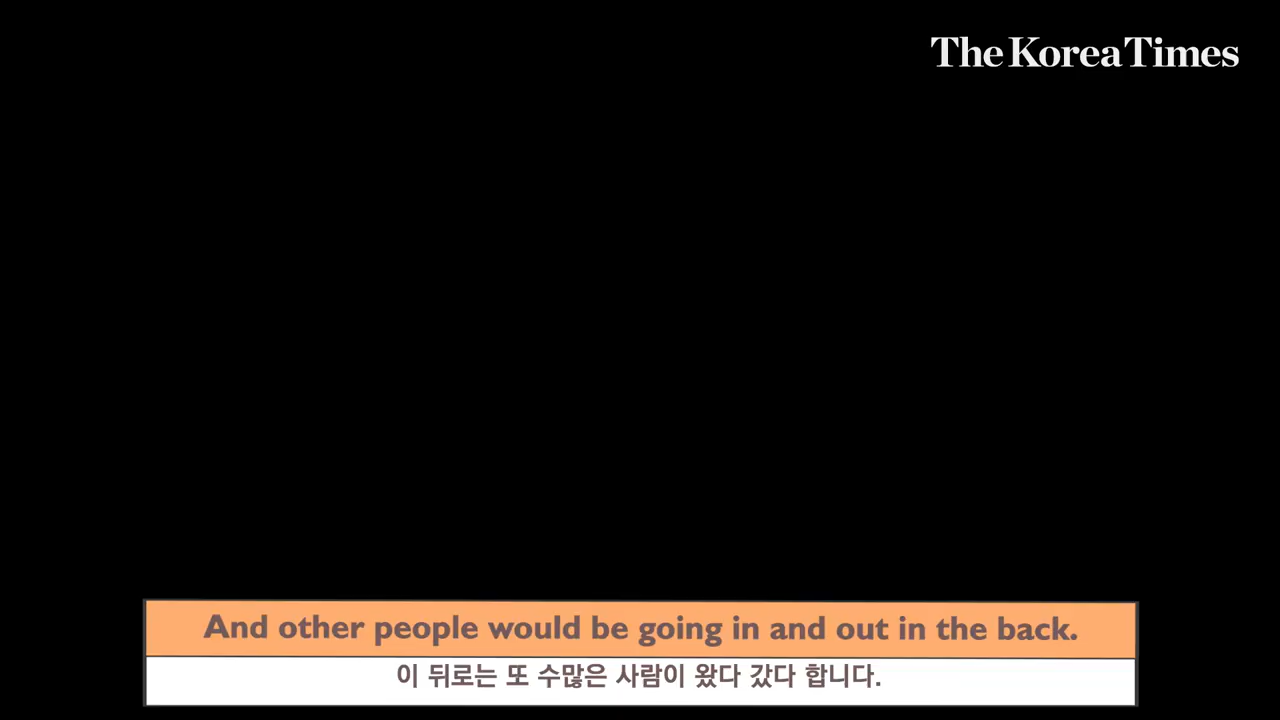 The Korea Times
And other people would be going in and out in the back.
이 뒤로는 또 수많은 사람이 왔다 갔다 합니다.